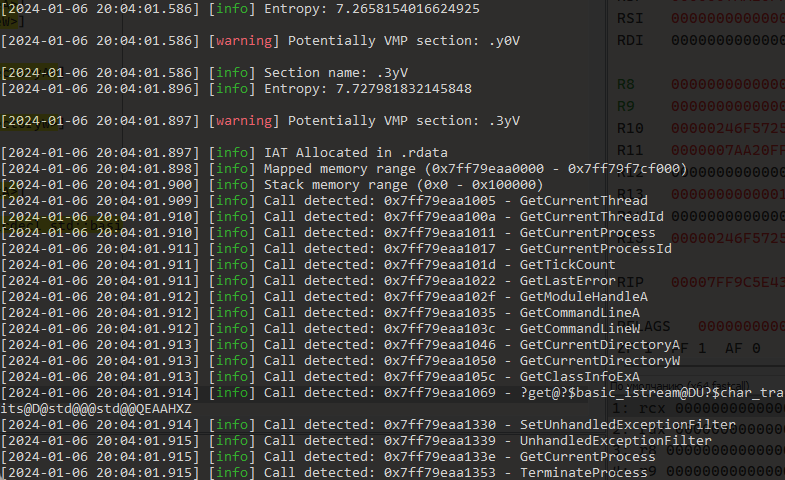 [2024-01-06 20:04:01.586] [info] Entropy: 7.2658154016624925
[2024-01-06 20:04:01.586] [warning] Potentially VMP section: .y0V
[2024-01-06 20:04:01.586] [info] Section name: .3yV
[2024-01-06 20:04:01.896] [info] Entropy: 7.727981832145848
[2024-01-06 20:04:01.897] [warning] Potentially VMP section: .3yV
[2024-01-06 20:04:01.897] [info] IAT Allocated in .rdata
[2024-01-06 20:04:01.898] [info] Mapped memory range (0x7ff79eaa0000 - 0x7ff79f7cf000)
[2024-01-06 20:04:01.900] [info] Stack memory range (0x0 - 0x100000)
[2024-01-06 20:04:01.909] [info] Call detected: 0x7ff79eaa1005 - GetCurrentThread
[2024-01-06 20:04:01.910] [info] Call detected: 0x7ff79eaa100a - GetCurrentThreadId
[2024-01-06 20:04:01.910] [info] Call detected: 0x7ff79eaa1011 - GetCurrentProcess
[2024-01-06 20:04:01.911] [info] Call detected: 0x7ff79eaa1017 - GetCurrentProcessId
[2024-01-06 20:04:01.911] [info] Call detected: 0x7ff79eaa101d - GetTickCount
[2024-01-06 20:04:01.911] [info] Call detected: 0x7ff79eaa1022 - GetLastError
[2024-01-06 20:04:01.912] [info] Call detected: 0x7ff79eaa102f - GetModuleHandleA
[2024-01-06 20:04:01.912] [info] Call detected: 0x7ff79eaa1035 - GetCommandLineA
[2024-01-06 20:04:01.912] [info] Call detected: 0x7ff79eaa103c - GetCommandLineW
[2024-01-06 20:04:01.913] [info] Call detected: 0x7ff79eaa1046 - GetCurrentDirectoryA
[2024-01-06 20:04:01.913] [info] Call detected: 0x7ff79eaa1050 - GetCurrentDirectoryW
[2024-01-06 20:04:01.913] [info] Call detected: 0x7ff79eaa105c - GetClassInfoExA
[2024-01-06 20:04:01.914] [info] Call detected: 0x7ff79eaa1069 - ?get@?$basic_istream@DU?$char_tra
its@D@std@@@std@@QEAAHXZ
[2024-01-06 20:04:01.914] [info] Call detected: 0x7ff79eaa1330 - SetUnhandledExceptionFilter
[2024-01-06 20:04:01.915] [info] Call detected: 0x7ff79eaa1339 - UnhandledExceptionFilter
[2024-01-06 20:04:01.915] [info] Call detected: 0x7ff79eaa133e - GetCurrentProcess
[2024-01-06 20:04:01.915] [info] Call detected: 0x7ff79eaa1353 - TerminateProcess
RSI 0000000000000
RDI 0000000000000
R8 0000000000000
R9 0000000000000
R10 00000246F5725
R11 0000007AA20FF
R13 0000000000001
00000246F5725
RIP 00007FF9C5E43